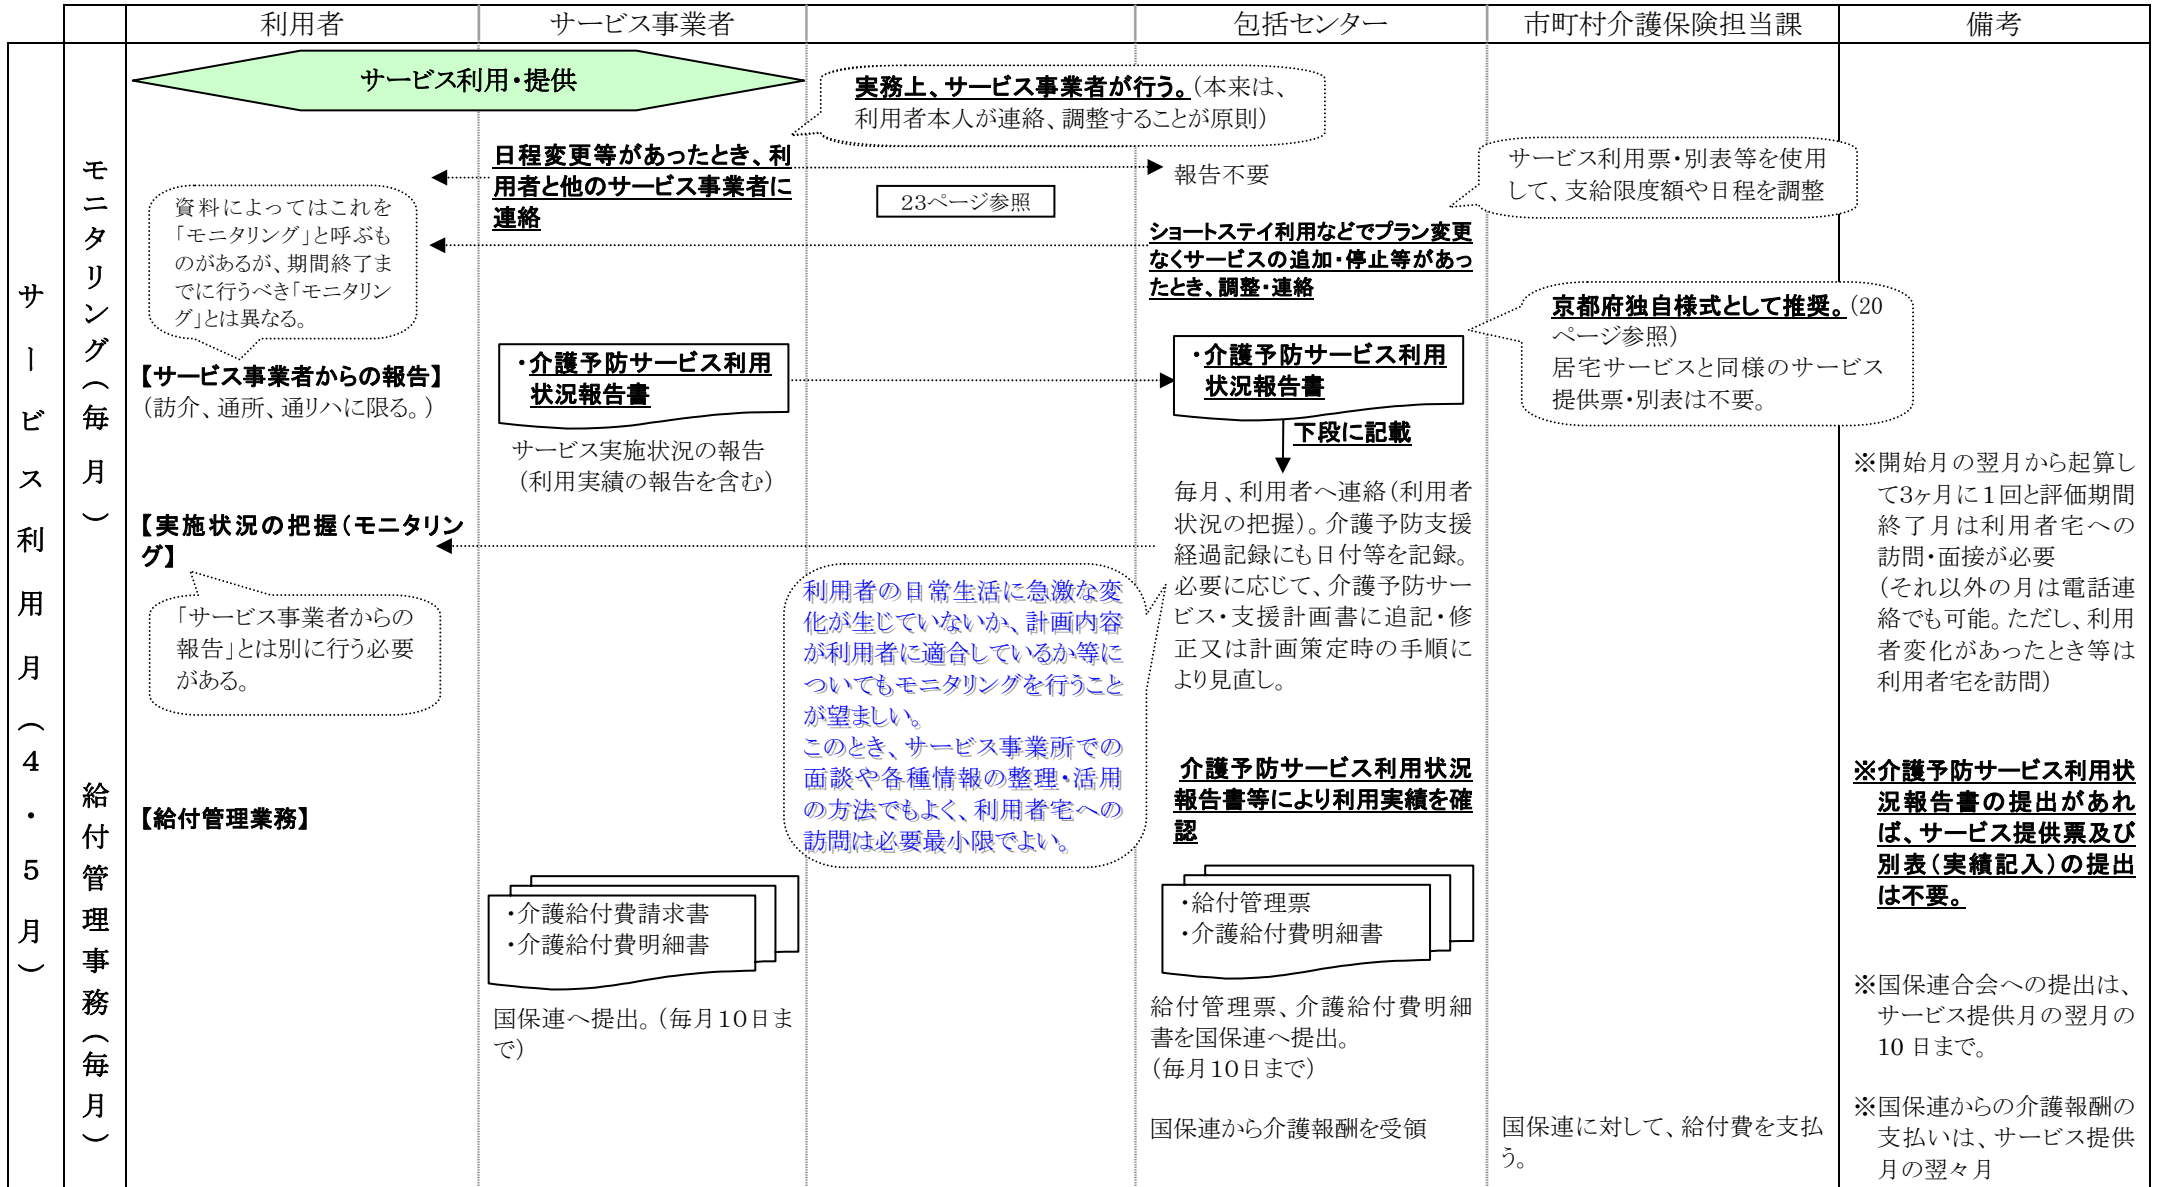 利用者
サービス事業者
包括センター
市町村介護保険担当課
備考
サービス利用月（４・５月）
モニタリング（毎月）
給付管理事務（毎月）
サービス利用・提供
実務上、サービス事業者が行う。（本来は、
利用者本人が連絡、調整することが原則）
日程変更等があったとき、利
用者と他のサービス事業者に
連絡
報告不要
23ページ参照
サービス利用票・別表等を使用
して、支給限度額や日程を調整
資料によってはこれを
「モニタリング」と呼ぶも
のがあるが、期間終了ま
でに行うべき「モニタリン
グ」とは異なる。
ショートステイ利用などでプラン変更
なくサービスの追加・停止等があっ
たとき、調整・連絡
京都府独自様式として推奨。（20
ページ参照）
居宅サービスと同様のサービス
提供票・別表は不要。
【サービス事業者からの報告】
（訪介、通所、通リハに限る。）
・介護予防サービス利用
状況報告書
サービス実施状況の報告
（利用実績の報告を含む）
・介護予防サービス利用
状況報告書
下段に記載
毎月、利用者へ連絡（利用者
状況の把握）。介護予防支援
経過記録にも日付等を記録。
必要に応じて、介護予防サー
ビス・支援計画書に追記・修
正又は計画策定時の手順に
より見直し。
※開始月の翌月から起算し
て3ヶ月に１回と評価期間
終了月は利用者宅への
訪問・面接が必要
（それ以外の月は電話連
絡でも可能。ただし、利用
者変化があったとき等は
利用者宅を訪問）
【実施状況の把握（モニタリン
グ】
「サービス事業者からの
報告」とは別に行う必要
がある。
利用者の日常生活に急激な変
化が生じていないか、計画内容
が利用者に適合しているか等に
ついてもモニタリングを行うこと
が望ましい。
このとき、サービス事業所での
面談や各種情報の整理・活用
の方法でもよく、利用者宅への
訪問は必要最小限でよい。
【給付管理業務】
介護予防サービス利用状況
報告書等により利用実績を確
認
※介護予防サービス利用状
況報告書の提出があれ
ば、サービス提供票及び
別表（実績記入）の提出
は不要。
・介護給付費請求書
・介護給付費明細書
国保連へ提出。（毎月１０日ま
で）
・給付管理票
・介護給付費明細書
給付管理票、介護給付費明細
書を国保連へ提出。
（毎月１０日まで）
国保連から介護報酬を受領
国保連に対して、給付費を支払
う。
※国保連合会への提出は、
サービス提供月の翌月の
10 日まで。
※国保連からの介護報酬の
支払いは、サービス提供
月の翌々月